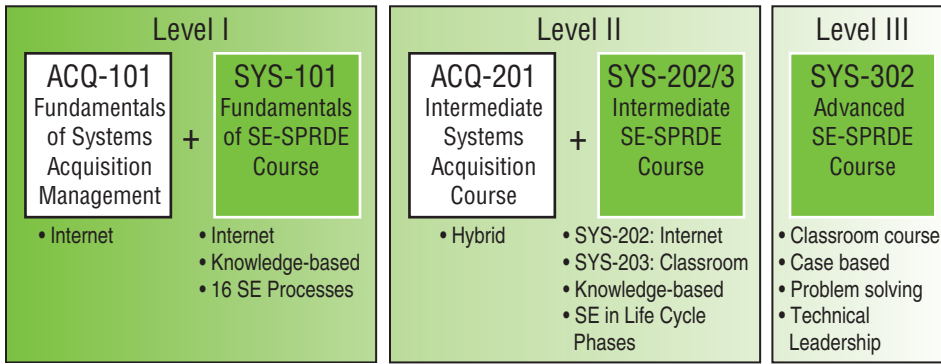 Level I
ACQ-101
Fundamentals
of Systems
Acquisition
Management
+
SYS-101
Fundamentals
of SE-SPRDE
Course
• Internet
• Internet
• Knowledge-based
• 16 SE Processes
Level II
ACQ-201
Intermediate
Systems
Acquisition
Course
+
SYS-202/3
Intermediate
SE-SPRDE
Course
• Hybrid
• SYS-202: Internet
• SYS-203: Classroom
• Knowledge-based
• SE in Life Cycle
Phases
Level III
SYS-302
Advanced
SE-SPRDE
Course
• Classroom course
• Case based
• Problem solving
• Technical
Leadership